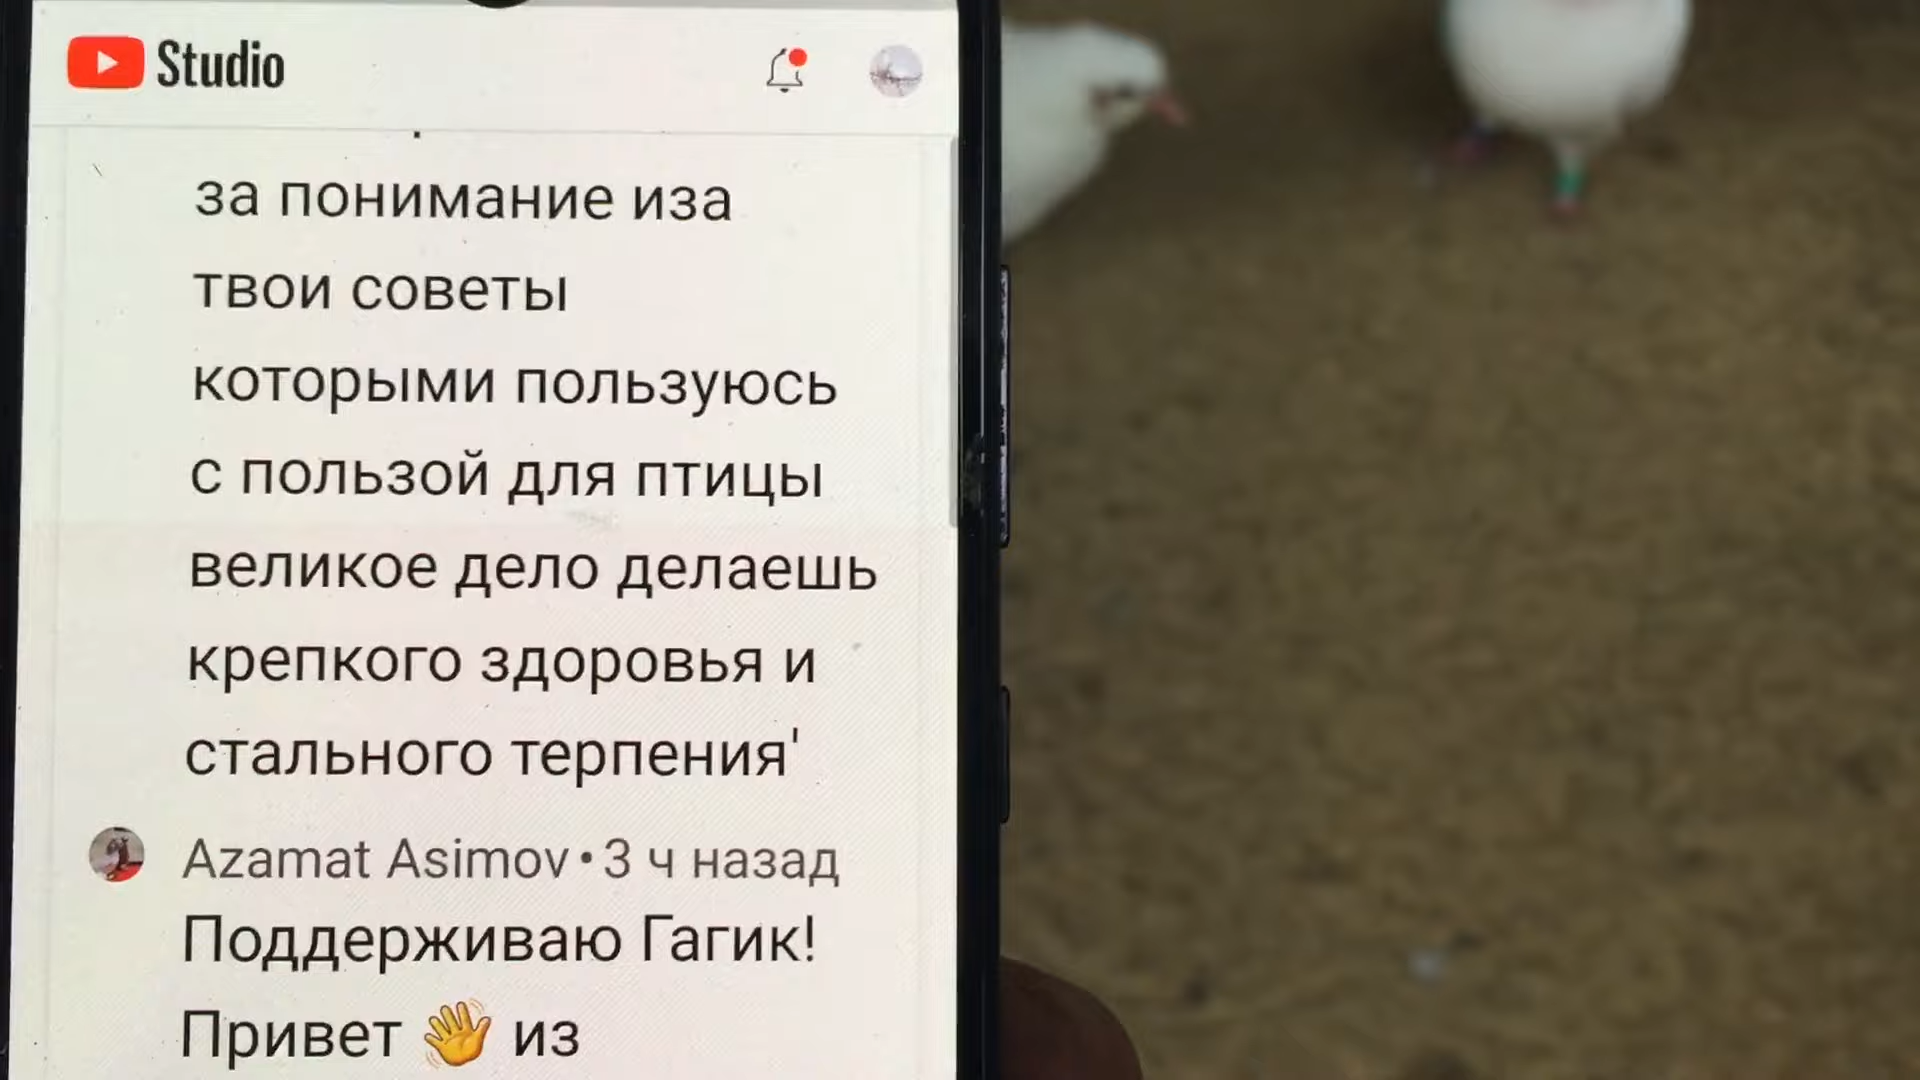 Studio
за понимание иза
твои советы
которыми пользуюсь
с пользой для птицы
великое дело делаешь
крепкого здоровья и
стального терпения'
Azamat Asimov•3 ч назад
Поддерживаю Гагик!
Привет 👋 из